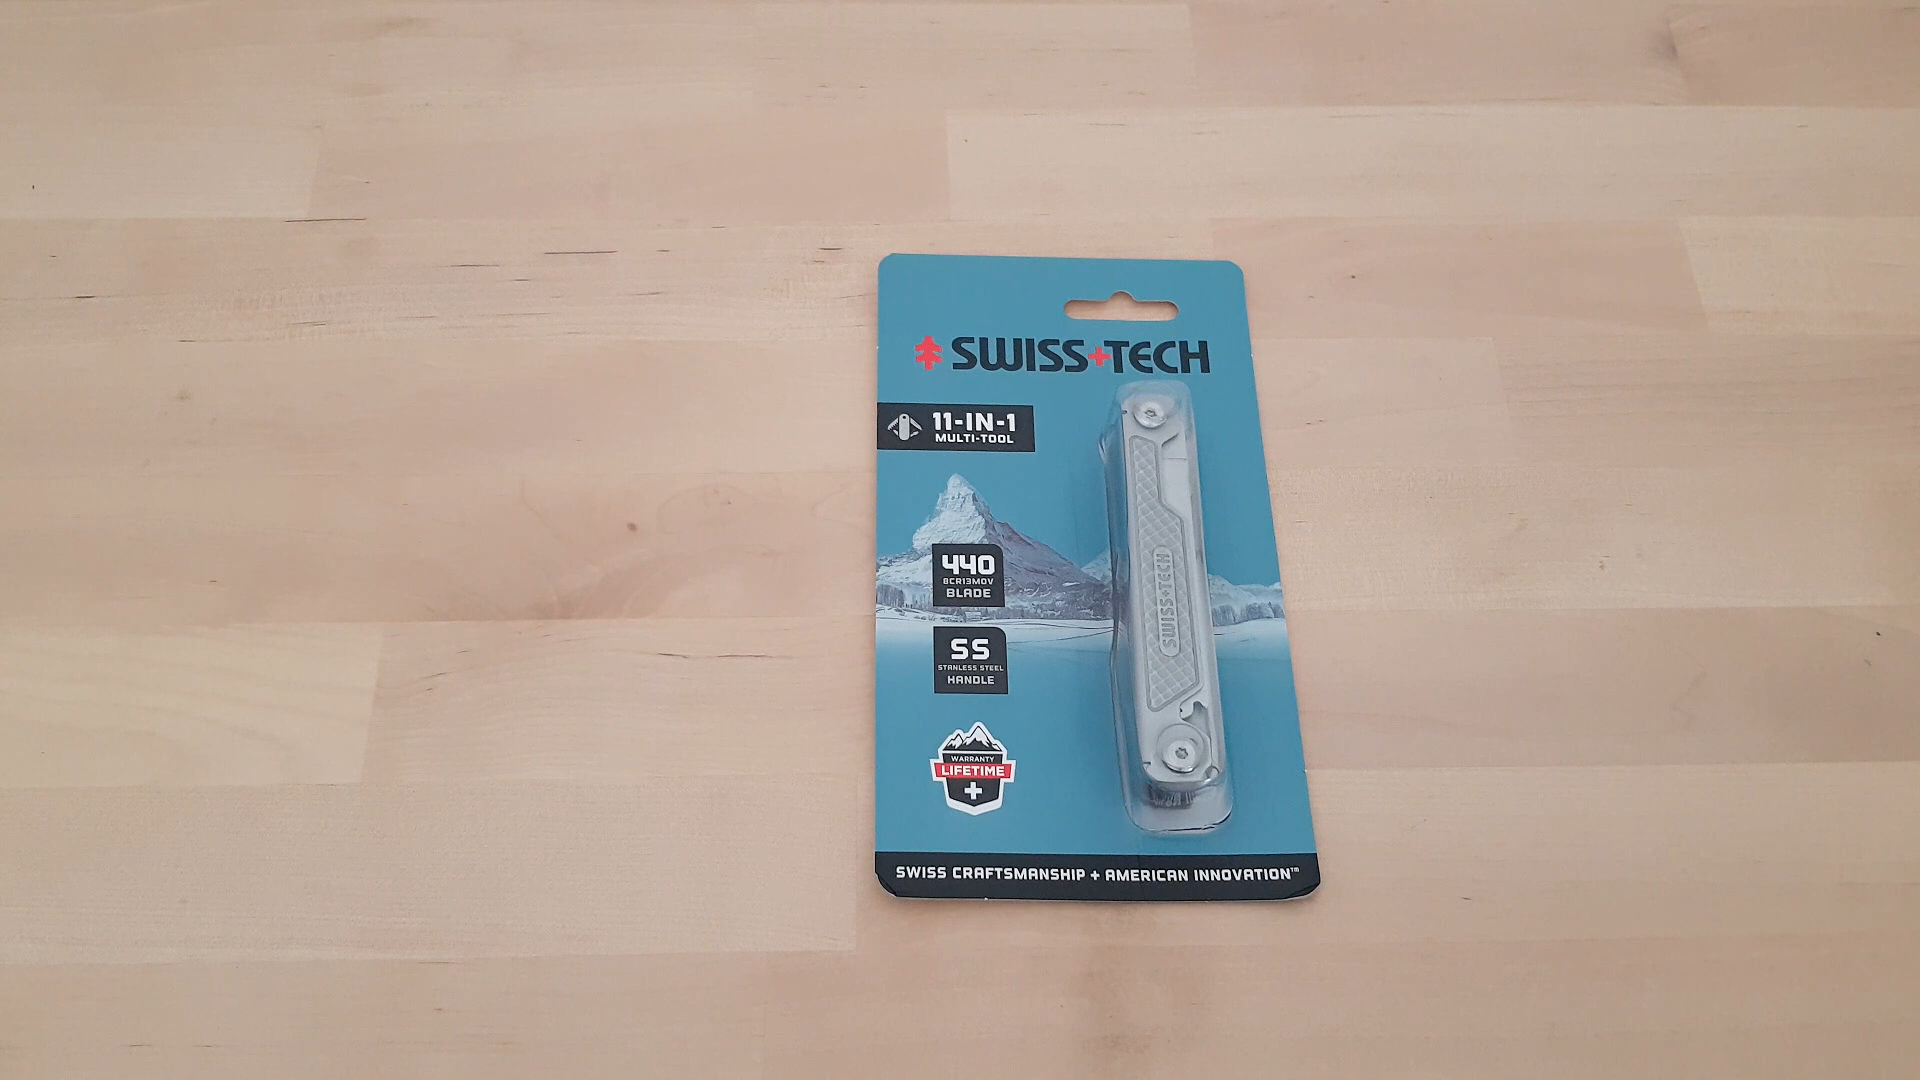 SWISS+TECH
11-IN-1
MULTI-TOOL
440
8CR13MOV
BLADE
SS
STAINLESS STEEL
HANDLE
WARRANTY
LIFETIME
SWISS+TECH
SWISS CRAFTSMANSHIP + AMERICAN INNOVATION™